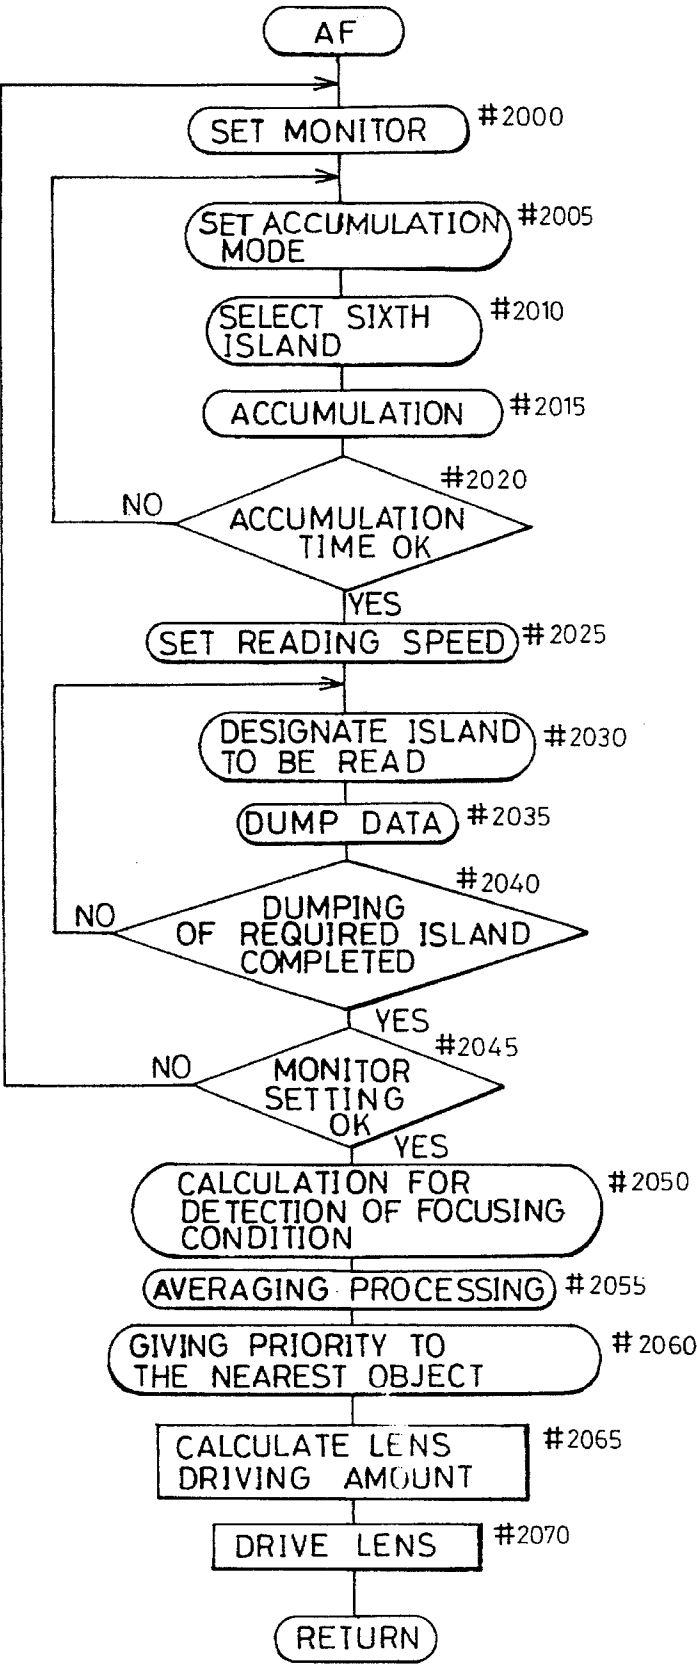 AF
SET MONITOR
#2000
SET ACCUMULATION
MODE
#2005
SELECT SIXTH
ISLAND
#2010
ACCUMULATION
#2015
#2020
NO
ACCUMULATION
TIME OK
YES
SET READING SPEED
#2025
DESIGNATE ISLAND
TO BE READ
#2030
DUMP DATA
#2035
#2040
NO
DUMPING
OF REQUIRED ISLAND
COMPLETED
YES
#2045
NO
MONITOR
SETTING
OK
YES
CALCULATION FOR
DETECTION OF FOCUSING
CONDITION
#2050
AVERAGING PROCESSING
#2055
GIVING PRIORITY TO
THE NEAREST OBJECT
#2060
CALCULATE LENS
DRIVING AMOUNT
#2065
DRIVE LENS
#2070
RETURN